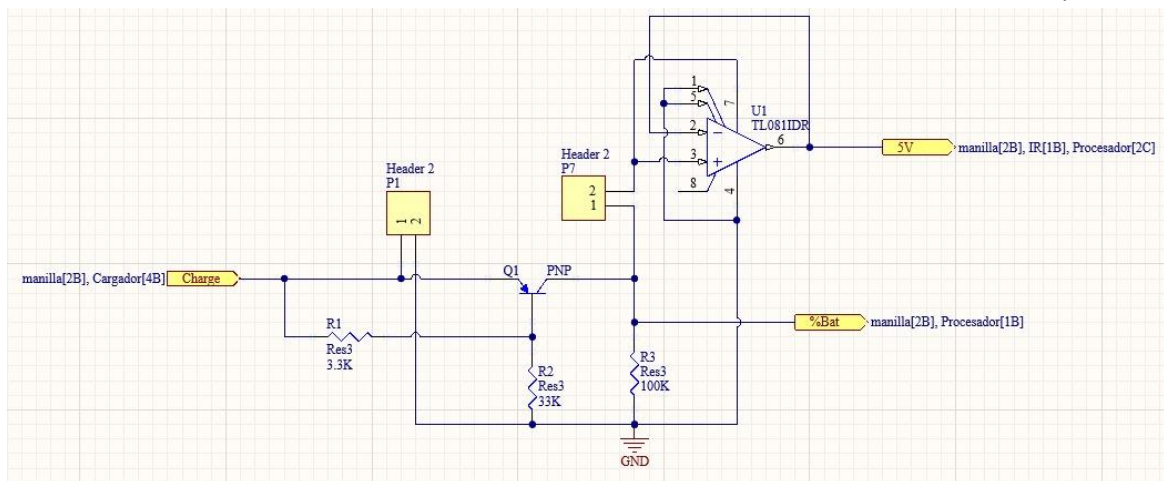 1
5
7
U1
TL081IDR
2
6
3
8
4
5V
manilla[2B], IR[1B], Procesador[2C]
Header 2
P7
2
1
Header 2
P1
1
2
manilla[2B], Cargador[4B]
Charge
Q1
PNP
R1
Res3
3.3K
%Bat
manilla[2B], Procesador[1B]
R2
Res3
33K
R3
Res3
100K
GND